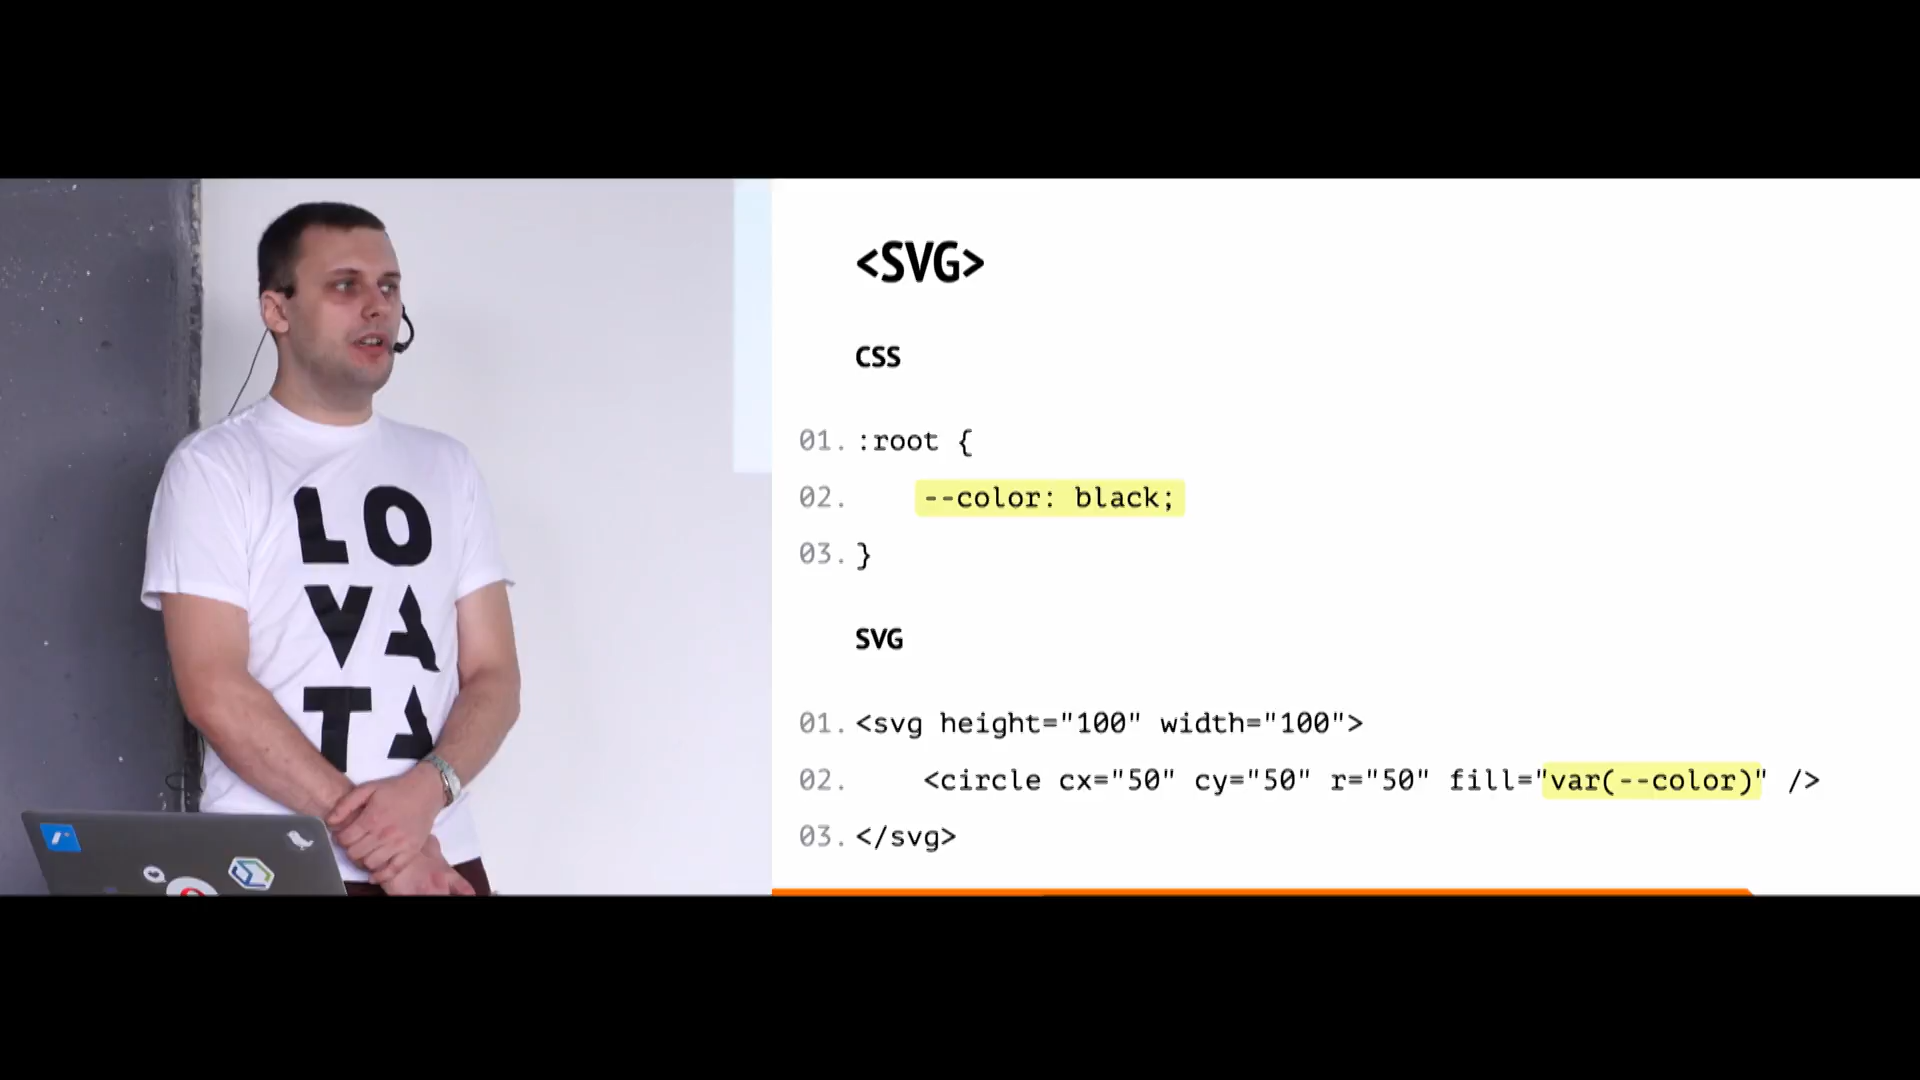 LO
VA
TA
<SVG>
CSS
01. :root {
02. --color: black;
03. }
SVG
01. <svg height="100" width="100">
02. <circle cx="50" cy="50" r="50" fill="var(--color)" />
03. </svg>